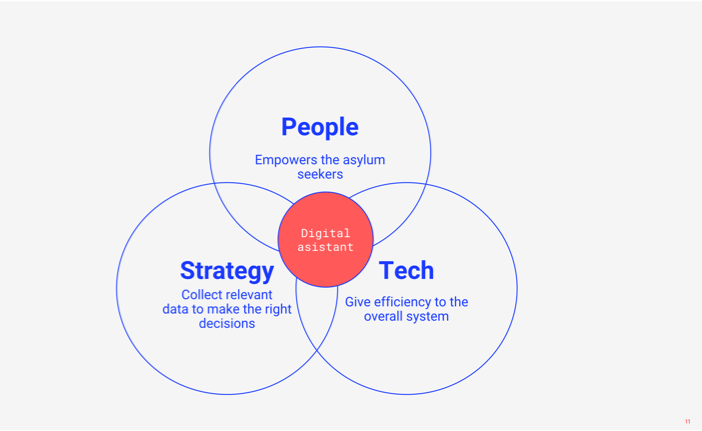 People
Empowers the asylum
seekers
Digital
asistant
Strategy
Collect relevant
data to make the right
decisions
Tech
Give efficiency to the
overall system
11